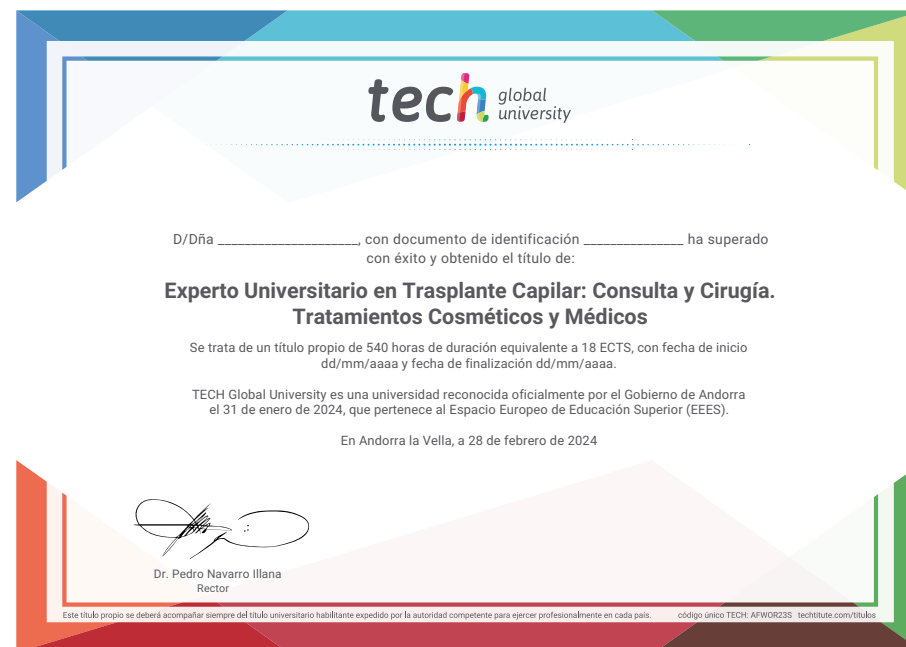 tech global university
D/Dña _____________________, con documento de identificación _______________ ha superado
con éxito y obtenido el título de:
Experto Universitario en Trasplante Capilar: Consulta y Cirugía.
Tratamientos Cosméticos y Médicos
Se trata de un título propio de 540 horas de duración equivalente a 18 ECTS, con fecha de inicio
dd/mm/aaaa y fecha de finalización dd/mm/aaaa.
TECH Global University es una universidad reconocida oficialmente por el Gobierno de Andorra
el 31 de enero de 2024, que pertenece al Espacio Europeo de Educación Superior (EEES).
En Andorra la Vella, a 28 de febrero de 2024
Dr. Pedro Navarro Illana
Rector
Este título propio se deberá acompañar siempre del título universitario habilitante expedido por la autoridad competente para ejercer profesionalmente en cada país. código único TECH: AFWOR23S techtitute.com/titulos